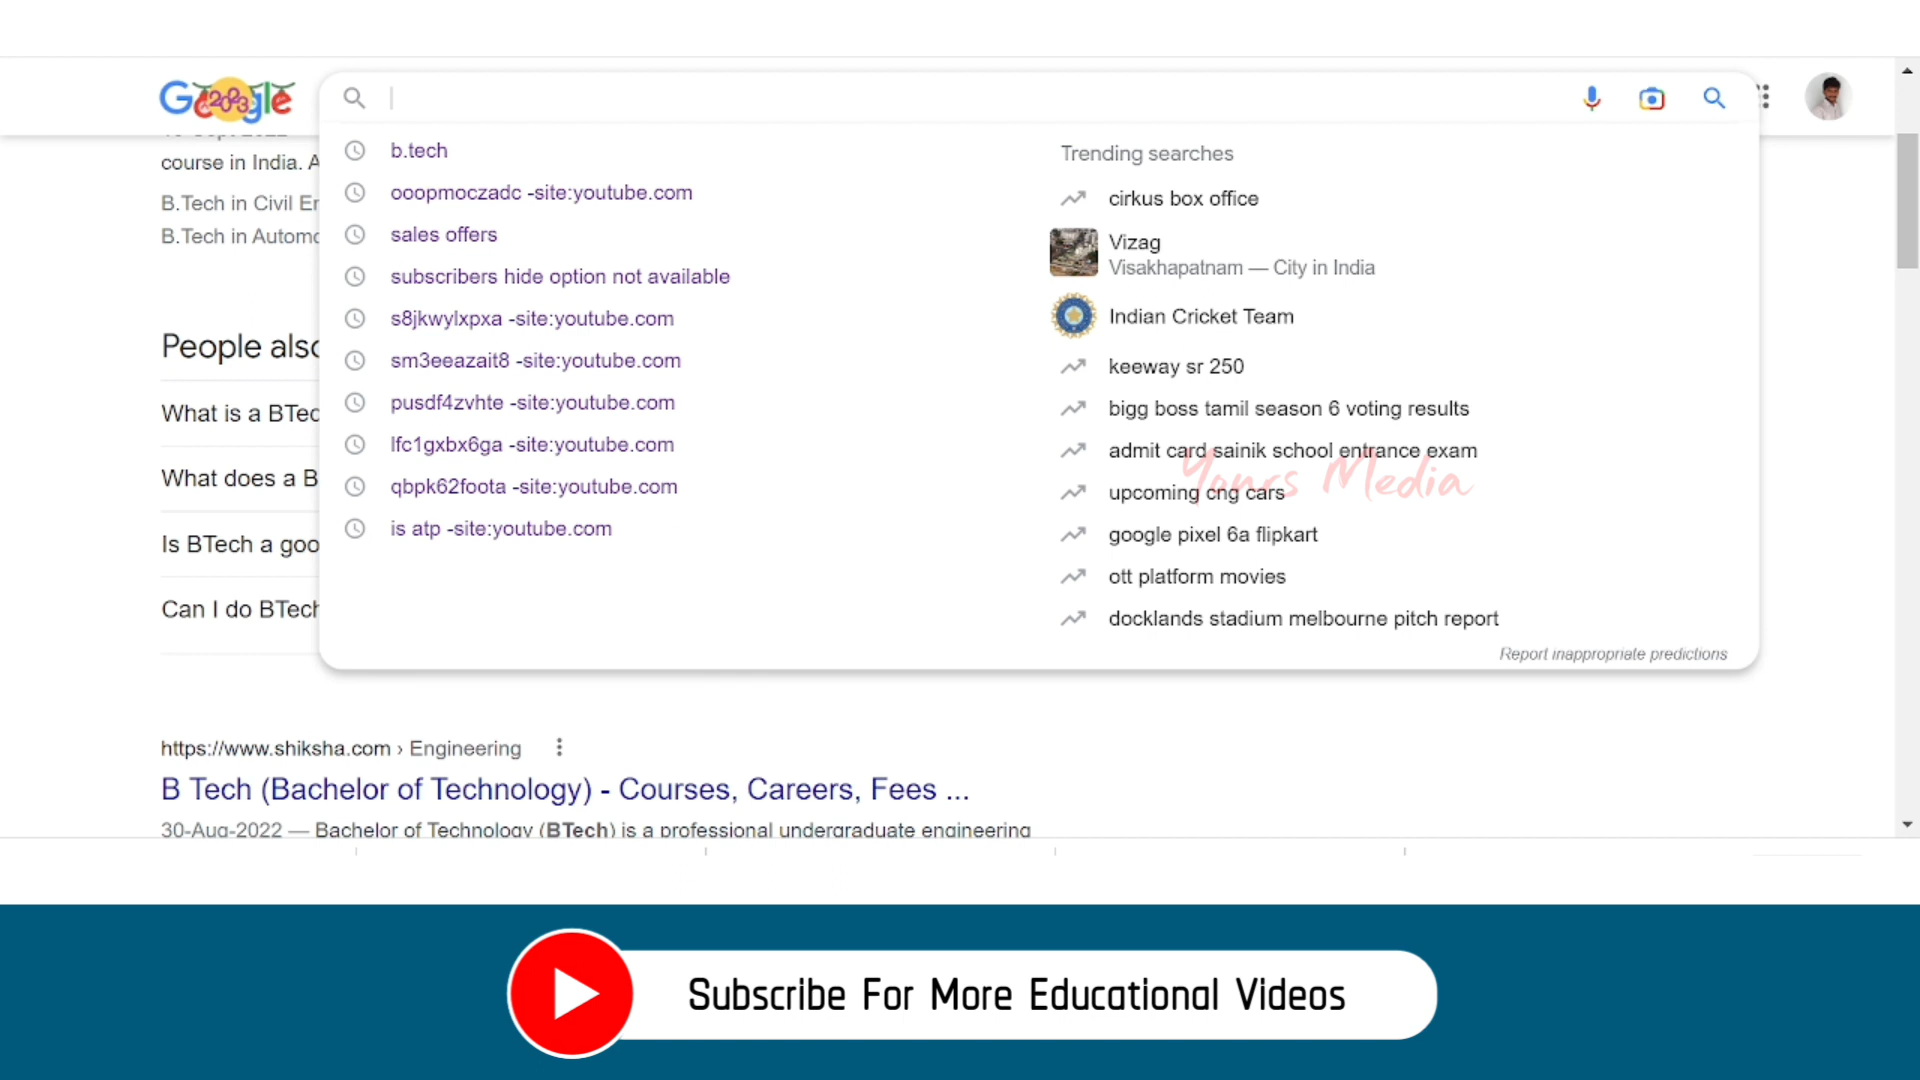 Google
2023
10-Sept-2022
course in India. A
B.Tech in Civil En
B.Tech in Automo
People also
What is a BTec
What does a B
Is BTech a goo
Can I do BTech
b.tech
ooopmoczadc -site:youtube.com
sales offers
subscribers hide option not available
s8jkwylxpxa -site:youtube.com
sm3eeazait8 -site:youtube.com
pusdf4zvhte -site:youtube.com
lfc1gxbx6ga -site:youtube.com
qbpk62foota -site:youtube.com
is atp -site:youtube.com
Trending searches
cirkus box office
Vizag
Visakhapatnam — City in India
Indian Cricket Team
keeway sr 250
bigg boss tamil season 6 voting results
admit card sainik school entrance exam
Yours Media
upcoming cng cars
google pixel 6a flipkart
ott platform movies
docklands stadium melbourne pitch report
Report inappropriate predictions
https://www.shiksha.com › Engineering
B Tech (Bachelor of Technology) - Courses, Careers, Fees ...
30-Aug-2022 — Bachelor of Technology (BTech) is a professional undergraduate engineering
Subscribe For More Educational Videos